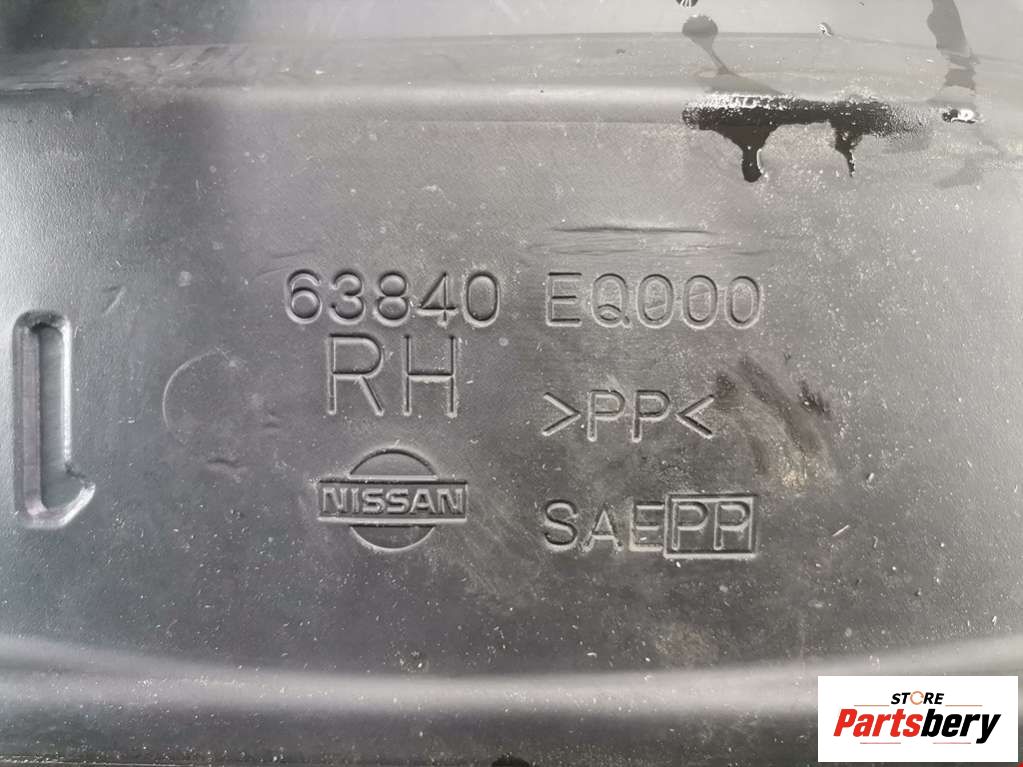 63840 EQ000
RH
>PP<
NISSAN
SAE PP
STORE
Partsbery